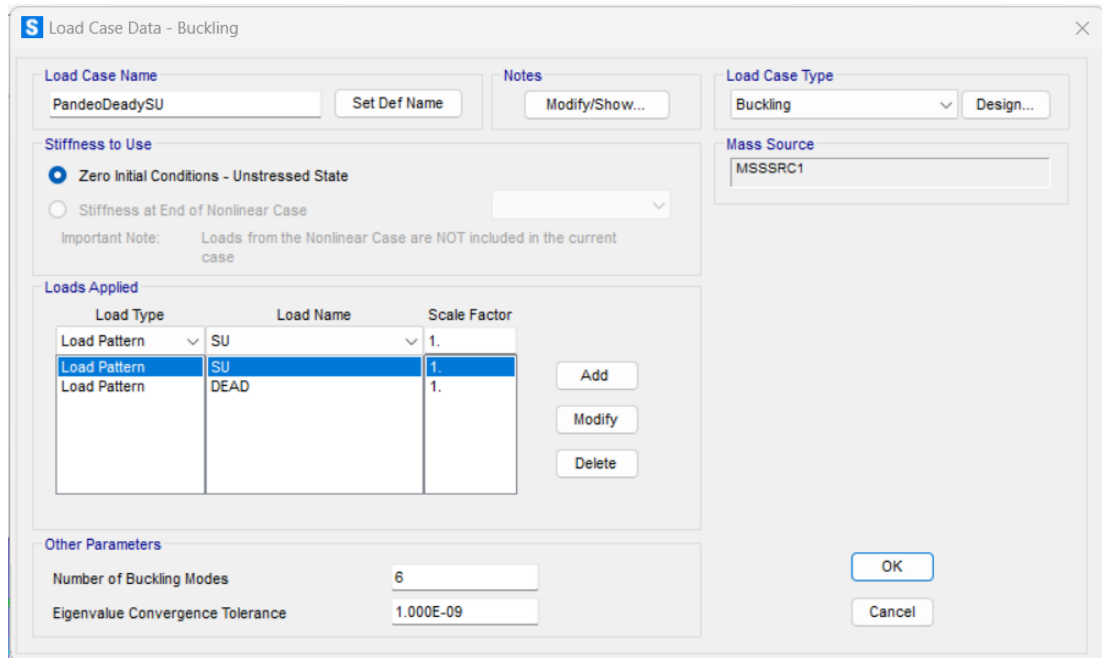 S Load Case Data - Buckling
Load Case Name
PandeoDeadySU
Set Def Name
Notes
Modify/Show...
Load Case Type
Buckling
Design...
Stiffness to Use
Zero Initial Conditions - Unstressed State
Stiffness at End of Nonlinear Case
Important Note: Loads from the Nonlinear Case are NOT included in the current
case
Mass Source
MSSSRC1
Loads Applied
Load Type Load Name Scale Factor
Load Pattern SU 1.
Load Pattern SU 1.
Load Pattern DEAD 1.
Add
Modify
Delete
Other Parameters
Number of Buckling Modes 6
Eigenvalue Convergence Tolerance 1.000E-09
OK
Cancel